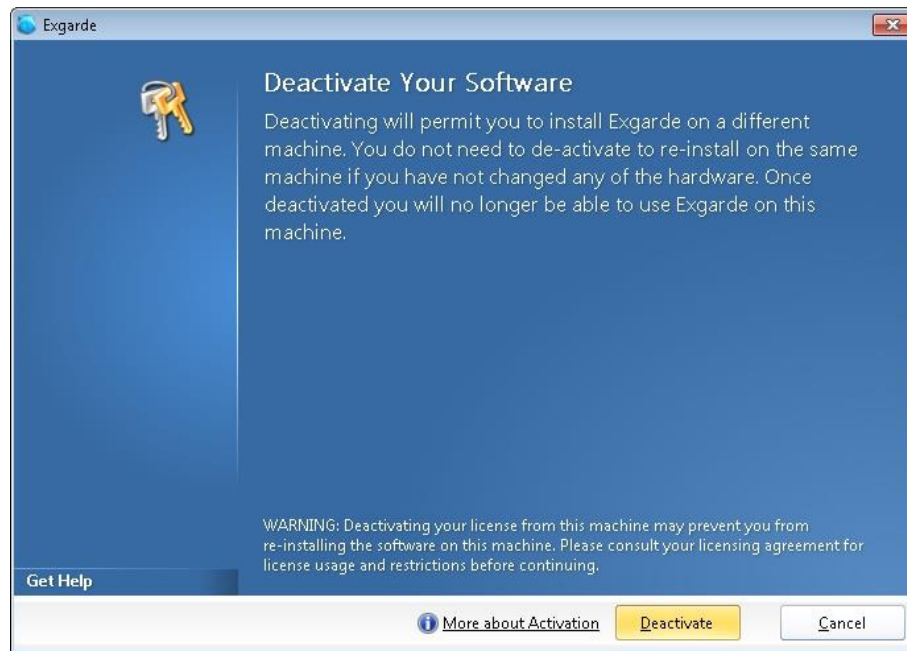 Exgarde
Deactivate Your Software
Deactivating will permit you to install Exgarde on a different
machine. You do not need to de-activate to re-install on the same
machine if you have not changed any of the hardware. Once
deactivated you will no longer be able to use Exgarde on this
machine.
WARNING: Deactivating your license from this machine may prevent you from
re-installing the software on this machine. Please consult your licensing agreement for
license usage and restrictions before continuing.
Get Help
More about Activation
Deactivate
Cancel